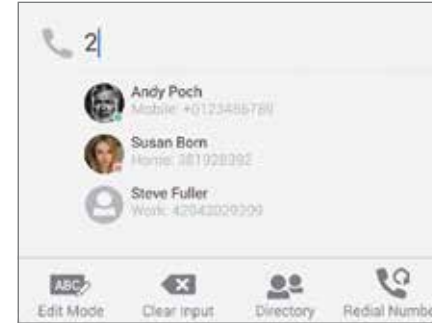 2
Andy Poch
Mobile: +0123456789
Susan Born
Home: 381928392
Steve Fuller
Work:
ABC
Edit Mode
Clear Input
Directory
Redial Numbe